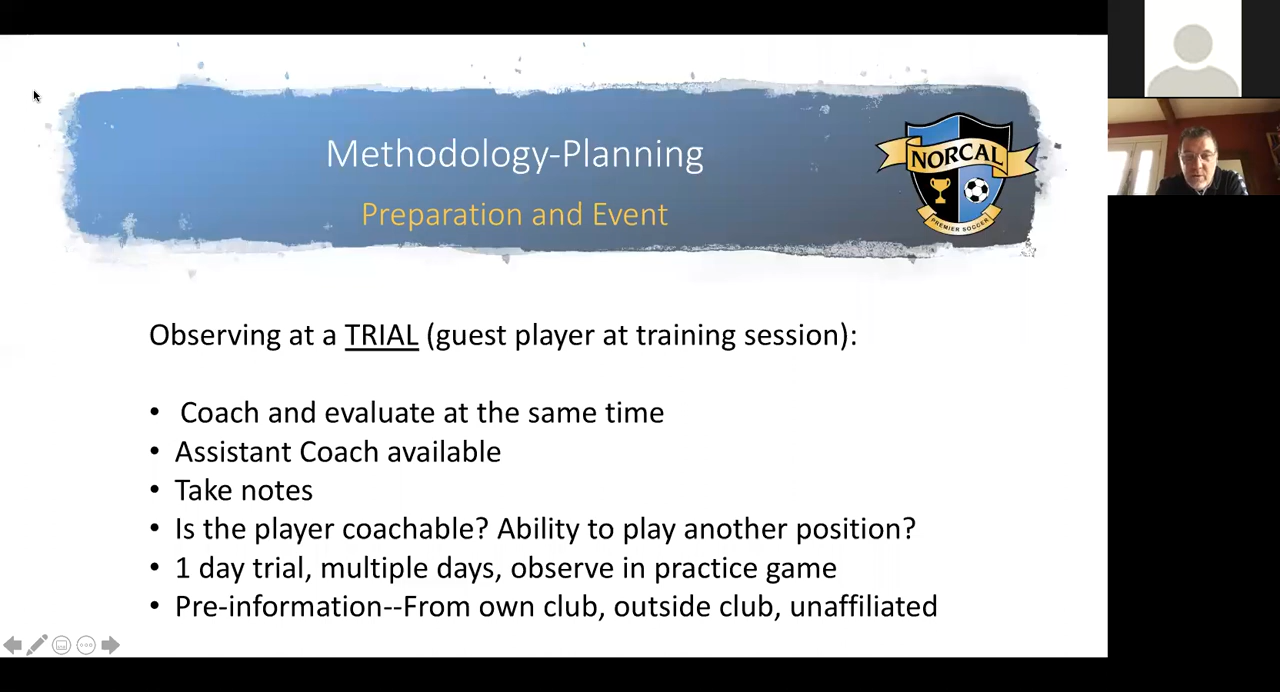 Methodology-Planning
Preparation and Event
NORCAL
PREMIER SOCCER
Observing at a TRIAL (guest player at training session):
• Coach and evaluate at the same time
• Assistant Coach available
• Take notes
• Is the player coachable? Ability to play another position?
• 1 day trial, multiple days, observe in practice game
• Pre-information--From own club, outside club, unaffiliated